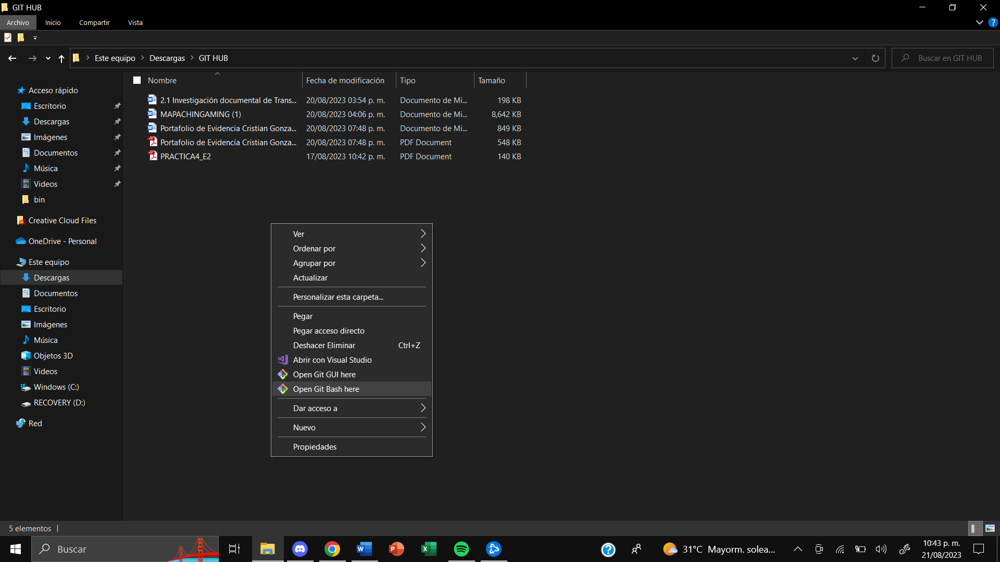 GIT HUB
Archivo Inicio Compartir Vista
Este equipo Descargas GIT HUB
Buscar en GIT HUB
Nombre Fecha de modificación Tipo Tamaño
2.1 Investigación documental de Trans... 20/08/2023 03:54 p. m. Documento de Mi... 198 KB
MAPACHINGAMING (1) 20/08/2023 04:06 p. m. Documento de Mi... 8,642 KB
Portafolio de Evidencia Cristian Gonza... 20/08/2023 07:48 p. m. Documento de Mi... 849 KB
Portafolio de Evidencia Cristian Gonza... 20/08/2023 07:48 p. m. PDF Document 548 KB
PRACTICA4_E2 17/08/2023 10:42 p. m. PDF Document 140 KB
Acceso rápido
Escritorio
Descargas
Imágenes
Documentos
Música
Videos
bin
Creative Cloud Files
OneDrive - Personal
Este equipo
Descargas
Documentos
Escritorio
Imágenes
Música
Objetos 3D
Videos
Windows (C:)
RECOVERY (D:)
Red
Ver
Ordenar por
Agrupar por
Actualizar
Personalizar esta carpeta...
Pegar
Pegar acceso directo
Deshacer Eliminar Ctrl+Z
Abrir con Visual Studio
Open Git GUI here
Open Git Bash here
Dar acceso a
Nuevo
Propiedades
5 elementos
Buscar
31°C Mayorm. solea...
10:43 p. m.
21/08/2023